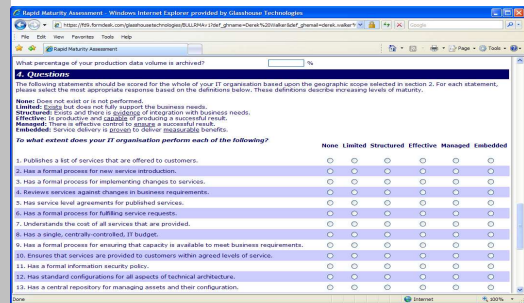 Rapid Maturity Assessment - Windows Internet Explorer provided by Glasshouse Technologies
File Edit View Favorites Tools Help
Rapid Maturity Assessment
Page Tools
What percentage of your production data volume is archived? %
4. Questions
The following statements should be scored for the whole of your IT organisation based upon the geographic scope selected in section 2. For each statement,
please select the most appropriate response based on the definitions below. These definitions describe increasing levels of maturity.
None: Does not exist or is not performed.
Limited: Exists but does not fully support the business needs.
Structured: Exists and there is evidence of integration with business needs.
Effective: Is productive and capable of producing a successful result.
Managed: There is effective control to ensure a successful result.
Embedded: Service delivery is proven to deliver measurable benefits.
To what extent does your IT organisation perform each of the following?
None Limited Structured Effective Managed Embedded
1. Publishes a list of services that are offered to customers.
2. Has a formal process for new service introduction.
3. Has a formal process for implementing changes to services.
4. Reviews services against changes in business requirements.
5. Has service level agreements for published services.
6. Has a formal process for fulfilling service requests.
7. Understands the cost of all services that are provided.
8. Has a single, centrally-controlled, IT budget.
9. Has a formal process for ensuring that capacity is available to meet business requirements.
10. Ensures that services are provided to customers within agreed levels of service.
11. Has a formal information security policy.
12. Has standard configurations for all aspects of technical architecture.
13. Has a central repository for managing assets and their configuration.
Done Internet 100%